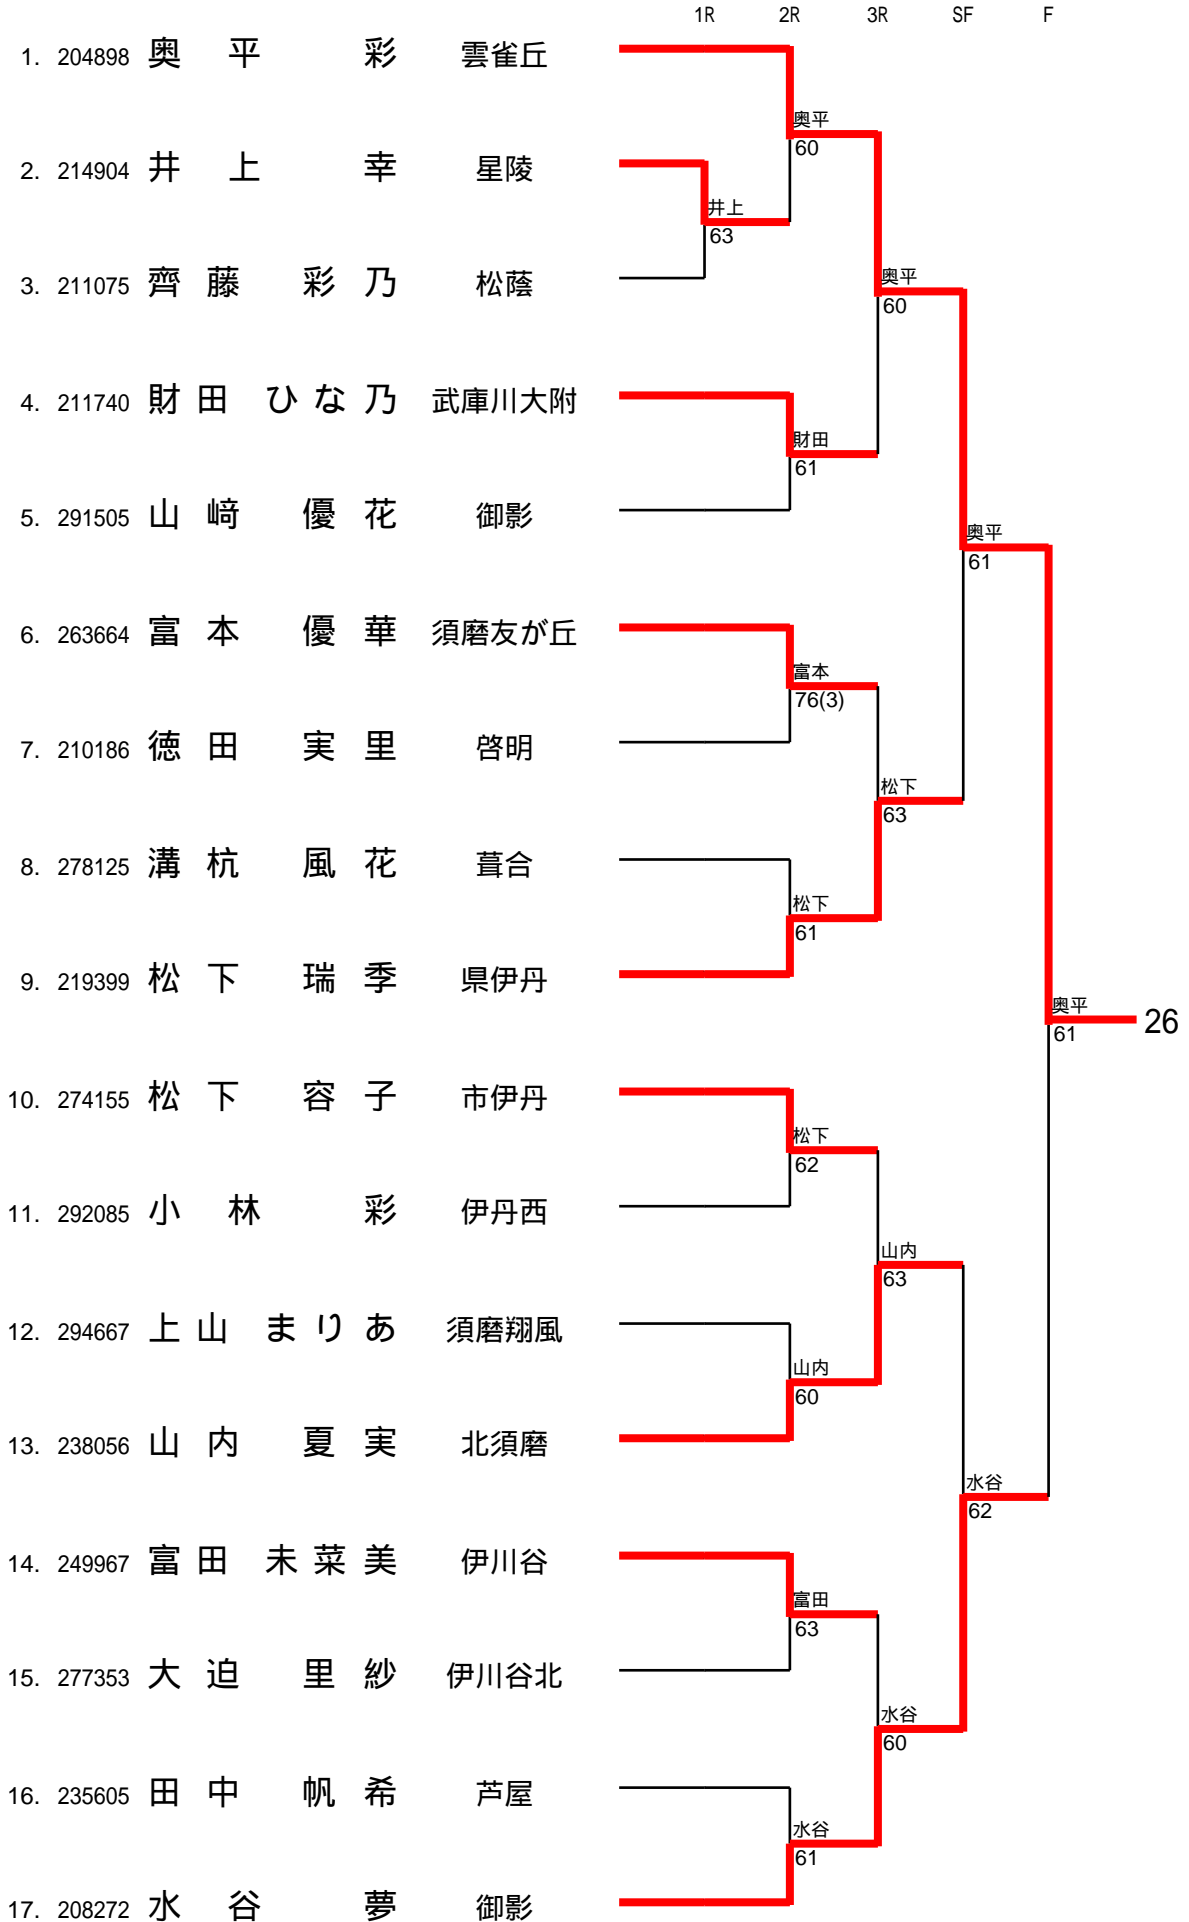 1R 2R 3R SF F
1. 204898 奥平 彩 雲雀丘
奥平
60
2. 214904 井上 幸 星陵
井上
63
3. 211075 齊藤 彩乃 松蔭
奥平
60
4. 211740 財田 ひな乃 武庫川大附
財田
61
5. 291505 山﨑 優花 御影
奥平
61
6. 263664 富本 優華 須磨友が丘
富本
76(3)
7. 210186 徳田 実里 啓明
松下
63
8. 278125 溝杭 風花 葺合
松下
61
9. 219399 松下 瑞季 県伊丹
奥平
61
26
10. 274155 松下 容子 市伊丹
松下
62
11. 292085 小林 彩 伊丹西
山内
63
12. 294667 上山 まりあ 須磨翔風
山内
60
13. 238056 山内 夏実 北須磨
水谷
62
14. 249967 富田 未菜美 伊川谷
富田
63
15. 277353 大迫 里紗 伊川谷北
水谷
60
16. 235605 田中 帆希 芦屋
水谷
61
17. 208272 水谷 夢 御影